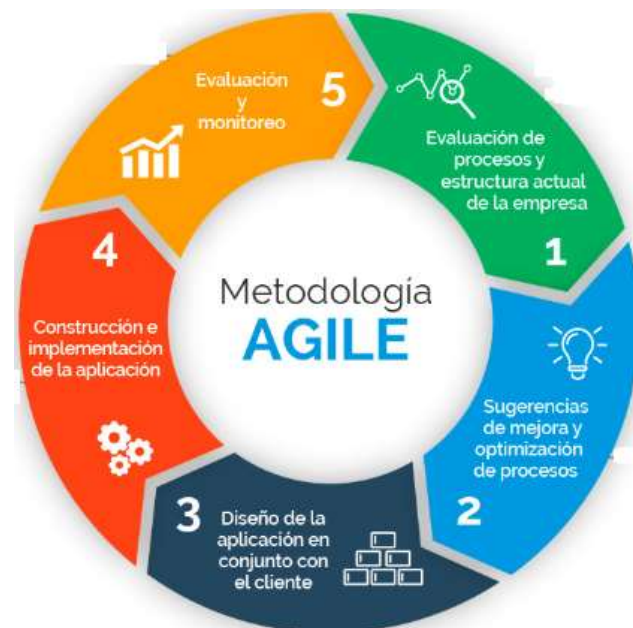 Metodología
AGILE
Evaluación de
procesos y
estructura actual
de la empresa
1
Sugerencias
de mejora y
optimización
de procesos
2
3
Diseño de la
aplicación en
conjunto con
el cliente
4
Construcción e
implementación
de la aplicación
5
Evaluación
y
monitoreo